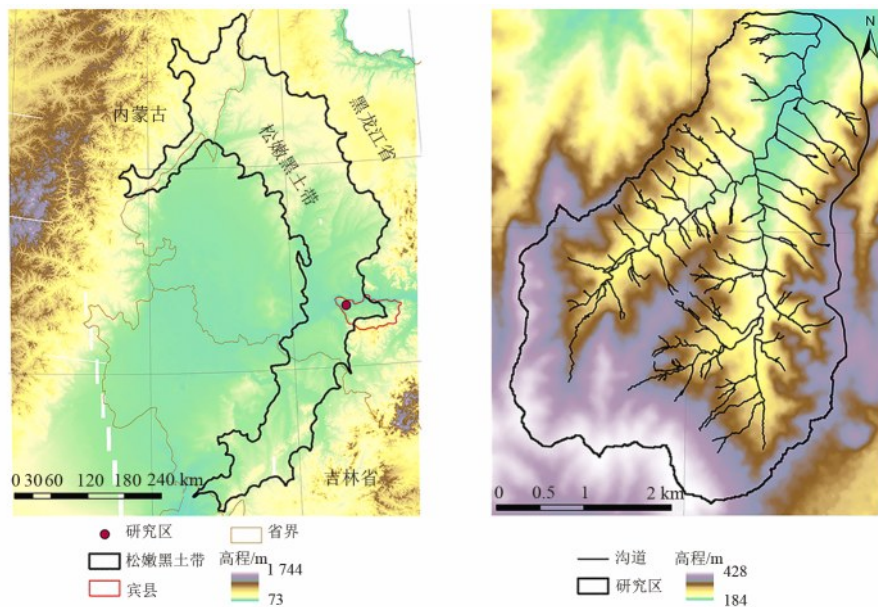 内蒙古
黑龙江省
松嫩黑土带
吉林省
0 30 60 120 180 240 km
研究区
省界
松嫩黑土带
高程/m
1 744
宾县
73
N
0 0.5 1 2 km
沟道
高程/m
428
研究区
184